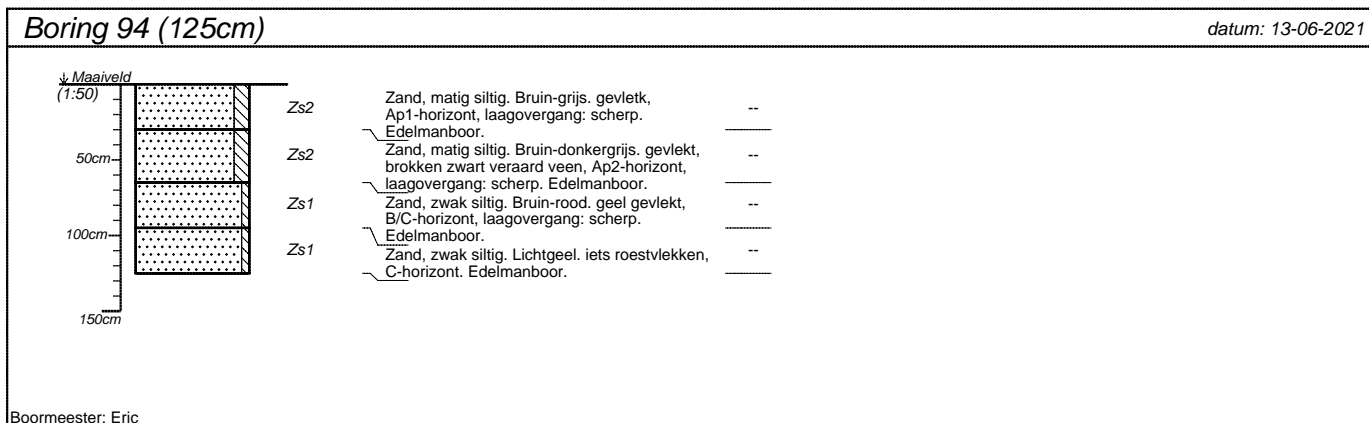 Boring 94 (125cm)
datum: 13-06-2021
Maaiveld
(1:50)
Zs2
Zand, matig siltig. Bruin-grijs. gevletk,
Ap1-horizont, laagovergang: scherp.
Edelmanboor.
--
50cm
Zs2
Zand, matig siltig. Bruin-donkergrijs. gevlekt,
brokken zwart veraard veen, Ap2-horizont,
laagovergang: scherp. Edelmanboor.
--
Zs1
Zand, zwak siltig. Bruin-rood. geel gevlekt,
B/C-horizont, laagovergang: scherp.
Edelmanboor.
--
100cm
Zs1
Zand, zwak siltig. Lichtgeel. iets roestvlekken,
C-horizont. Edelmanboor.
--
150cm
Boormeester: Eric